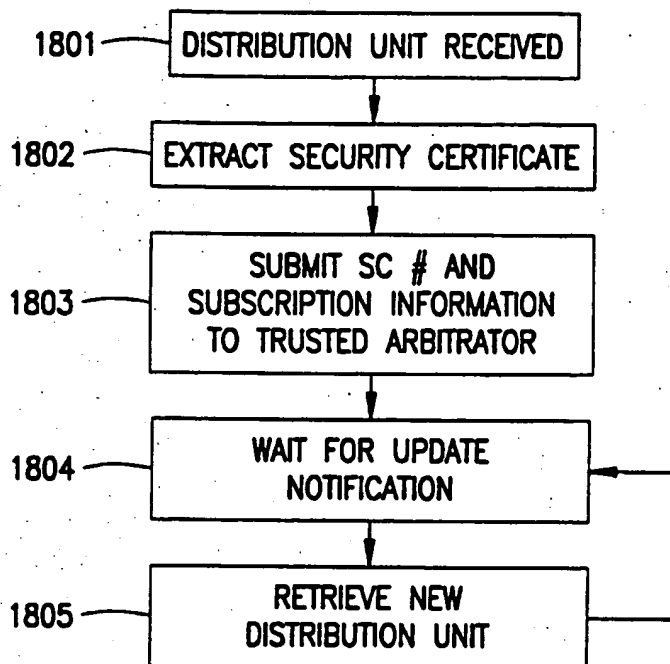 1801
DISTRIBUTION UNIT RECEIVED
1802
EXTRACT SECURITY CERTIFICATE
1803
SUBMIT SC # AND
SUBSCRIPTION INFORMATION
TO TRUSTED ARBITRATOR
1804
WAIT FOR UPDATE
NOTIFICATION
1805
RETRIEVE NEW
DISTRIBUTION UNIT